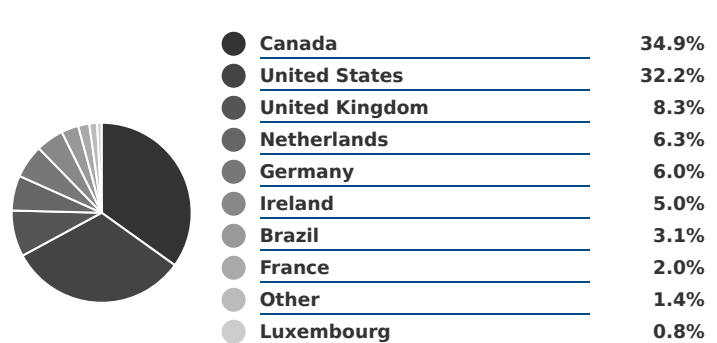 Canada 34.9%
United States 32.2%
United Kingdom 8.3%
Netherlands 6.3%
Germany 6.0%
Ireland 5.0%
Brazil 3.1%
France 2.0%
Other 1.4%
Luxembourg 0.8%